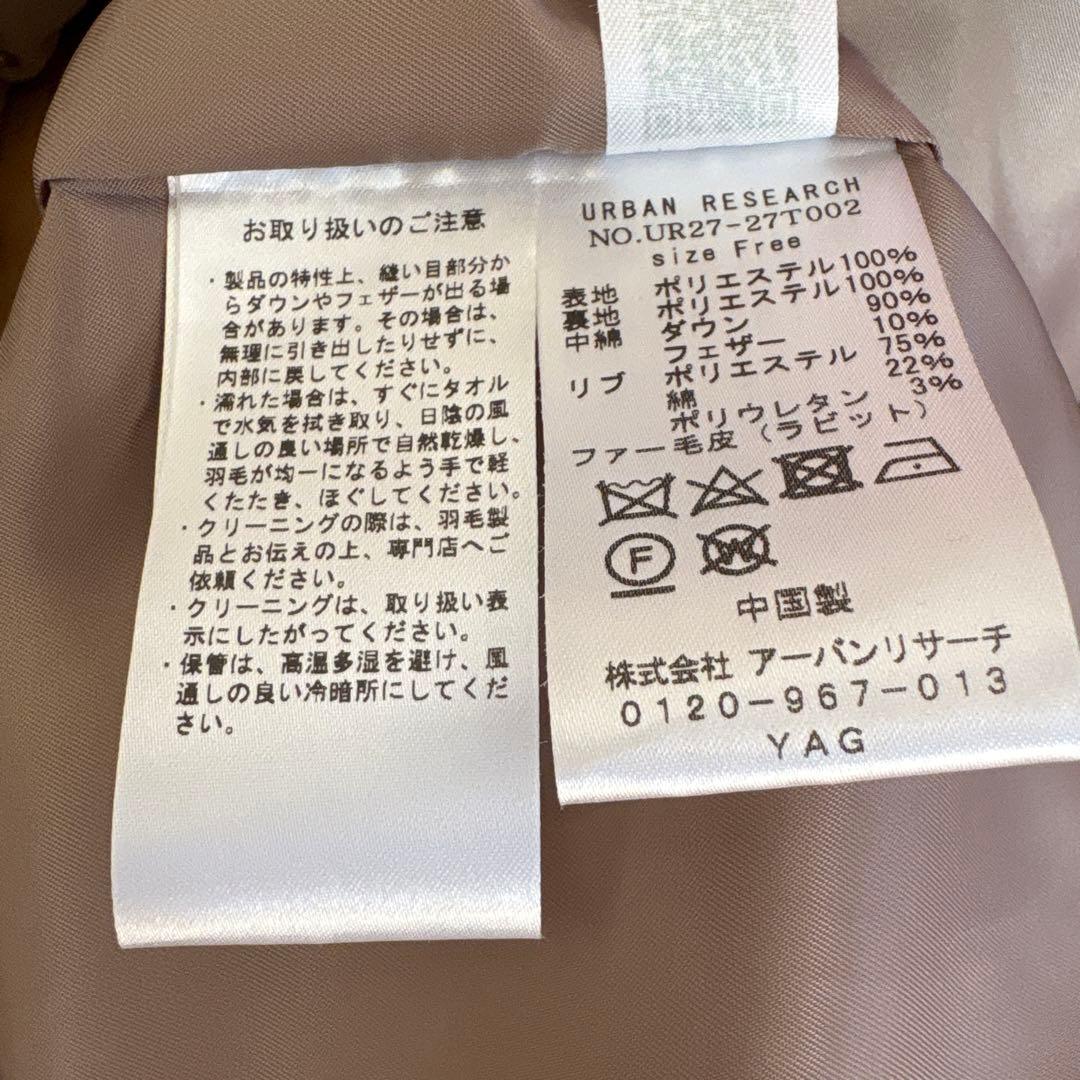 お取り扱いのご注意
・製品の特性上、縫い目部分か
らダウンやフェザーが出る場
合があります。その場合は、
無理に引き出したりせずに、
内部に戻してください。
・濡れた場合は、すぐにタオル
で水気を拭き取り、日陰の風
通しの良い場所で自然乾燥し、
羽毛が均一になるよう手で軽
くたたき、ほぐしてください。
・クリーニングの際は、羽毛製
品とお伝えの上、専門店へご
依頼ください。
・クリーニングは、取り扱い表
示にしたがってください。
・保管は、高温多湿を避け、風
通しの良い冷暗所にしてくだ
さい。
URBAN RESEARCH
NO.UR27-27T002
size Free
表地 ポリエステル100%
裏地 ポリエステル100%
中綿 ダウン 90%
フェザー 10%
リブ ポリエステル 75%
綿 22%
ポリウレタン 3%
ファー毛皮（ラビット）
F W
中国製
株式会社 アーバンリサーチ
0120-967-013
YAG